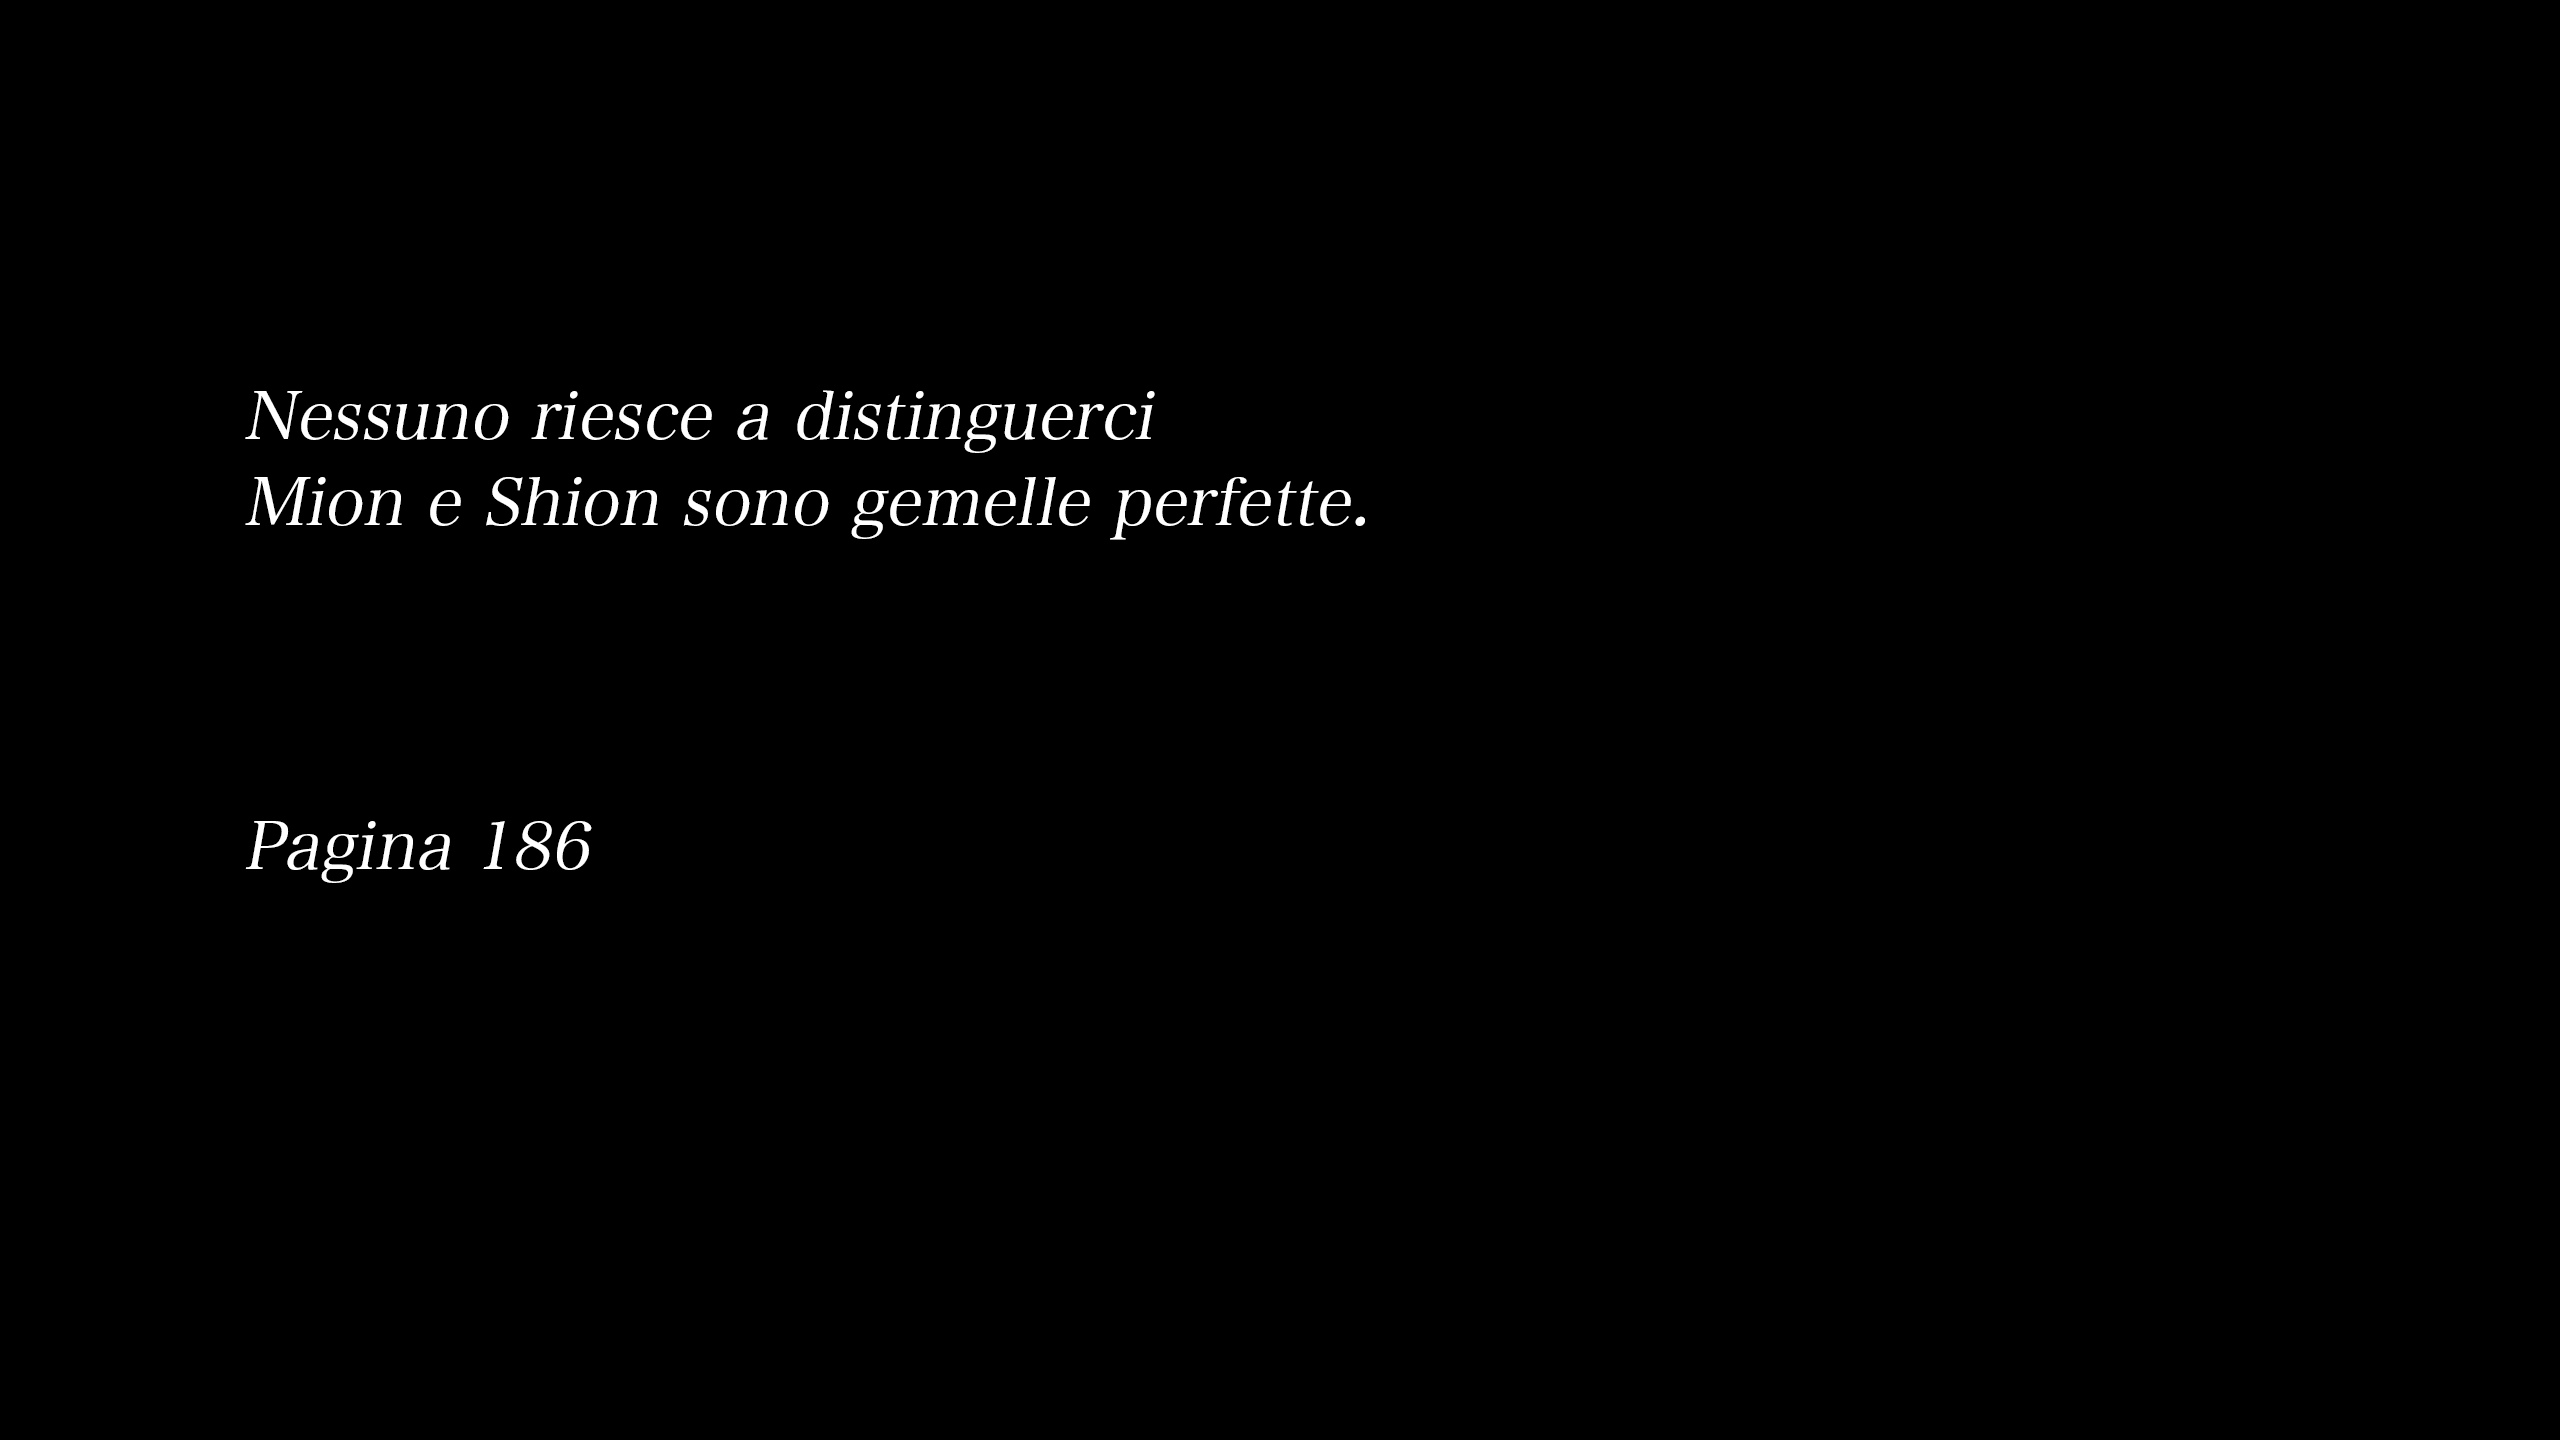 Nessuno riesce a distinguerci
Mion e Shion sono gemelle perfette.
Pagina 186